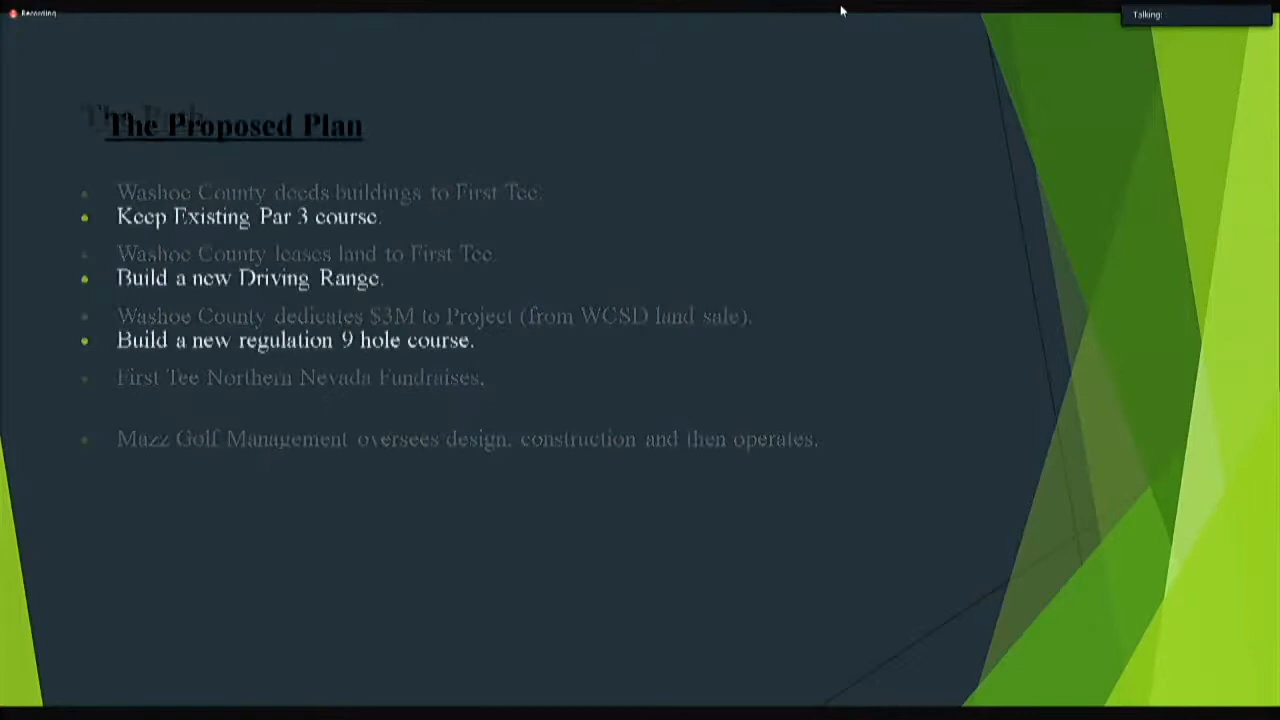 Recording
Talking:
The Path
The Proposed Plan
Washoe County deeds buildings to First Tee.
Keep Existing Par 3 course.
Washoe County leases land to First Tee.
Build a new Driving Range.
Washoe County dedicates $3M to Project (from WCSD land sale).
Build a new regulation 9 hole course.
First Tee Northern Nevada Fundraises.
Mazz Golf Management oversees design, construction and then operates.